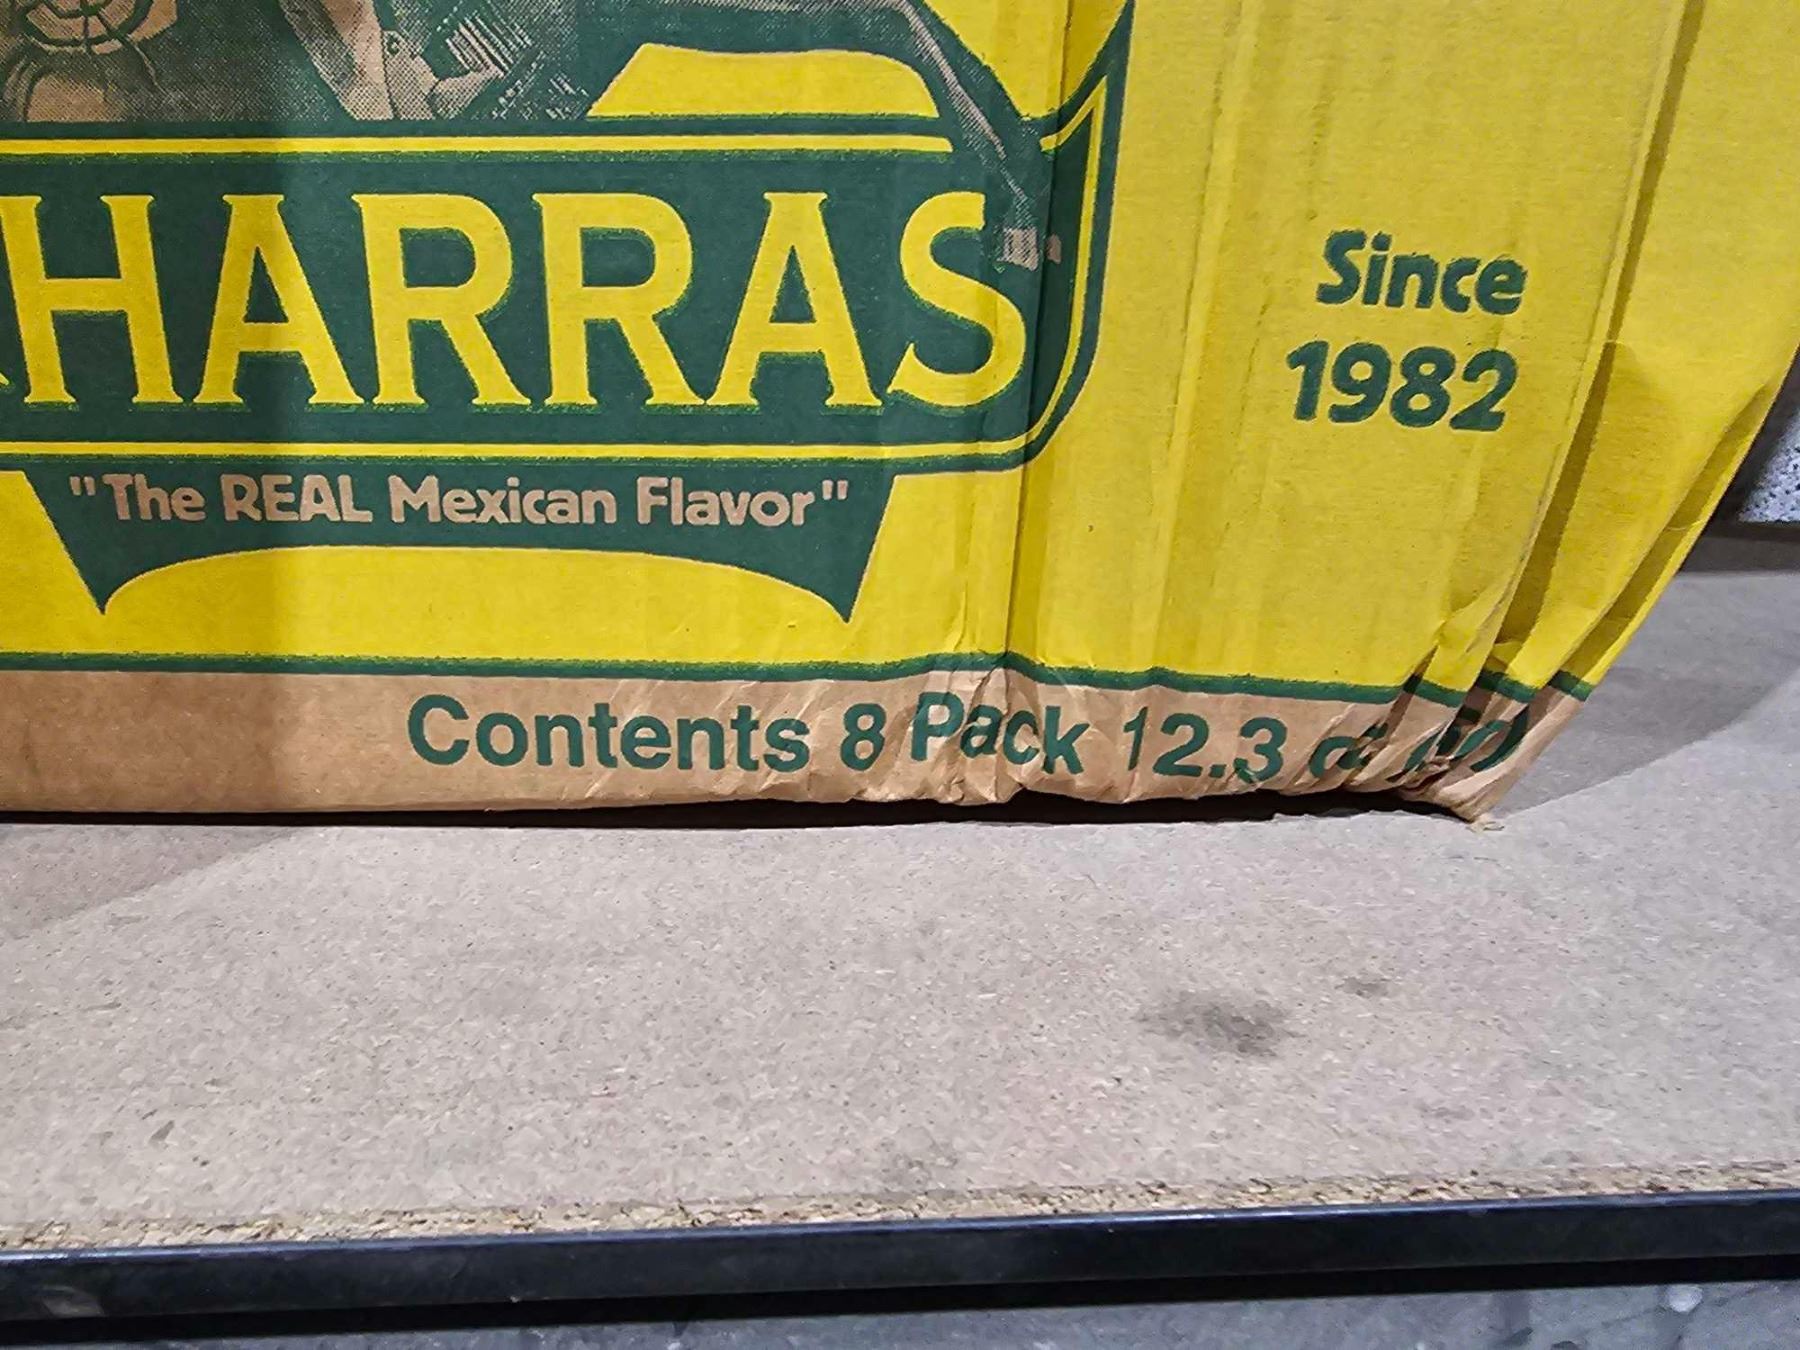 HARRAS
"The REAL Mexican Flavor"
Since
1982
Contents 8 Pack 12.3